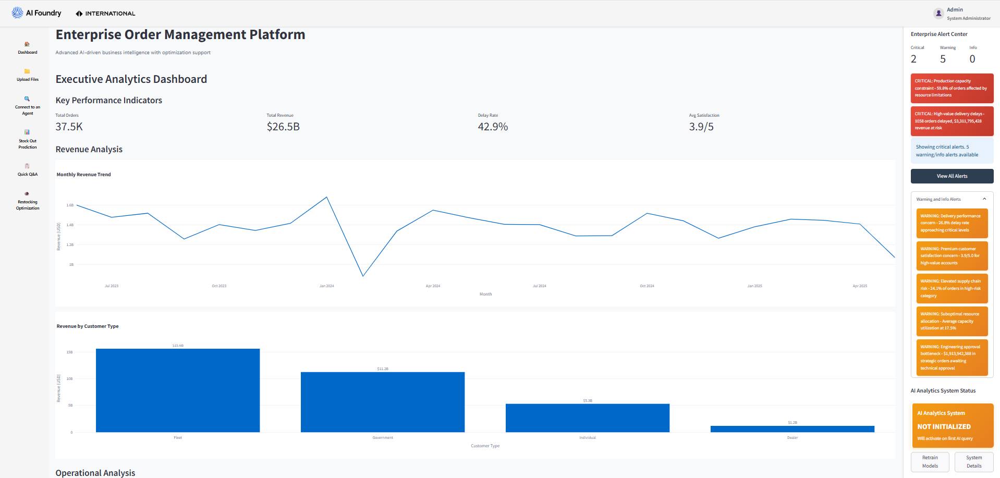 AI Foundry
INTERNATIONAL
Admin
System Administrator
Dashboard
Upload Files
Connect to an
Agent
Stock Out
Prediction
Quick Q&A
Restocking
Optimization
Enterprise Order Management Platform
Advanced AI-driven business intelligence with optimization support
Executive Analytics Dashboard
Key Performance Indicators
Total Orders
37.5K
Total Revenue
$26.5B
Delay Rate
42.9%
Avg Satisfaction
3.9/5
Revenue Analysis
Monthly Revenue Trend
Revenue (USD)
1.6B
1.4B
1.2B
1B
Jul 2023
Oct 2023
Jan 2024
Apr 2024
Jul 2024
Oct 2024
Jan 2025
Apr 2025
Month
Revenue by Customer Type
Revenue (USD)
15B
10B
5B
0
$15.6B
$11.2B
$5.3B
$1.2B
Fleet
Government
Individual
Dealer
Customer Type
Operational Analysis
Enterprise Alert Center
Critical
2
Warning
5
Info
0
CRITICAL: Production capacity
constraint - 59.8% of orders affected by
resource limitations
CRITICAL: High-value delivery delays -
1058 orders delayed, $3,311,795,428
revenue at risk
Showing critical alerts. 5
warning/info alerts available
View All Alerts
Warning and Info Alerts
WARNING: Delivery performance
concern - 26.8% delay rate
approaching critical levels
WARNING: Premium customer
satisfaction concern - 3.9/5.0 for
high-value accounts
WARNING: Elevated supply chain
risk - 24.1% of orders in high-risk
category
WARNING: Suboptimal resource
allocation - Average capacity
utilization at 17.5%
WARNING: Engineering approval
bottleneck - $1,913,942,388 in
strategic orders awaiting
technical approval
AI Analytics System Status
AI Analytics System
NOT INITIALIZED
Will activate on first AI query
Retrain
Models
System
Details